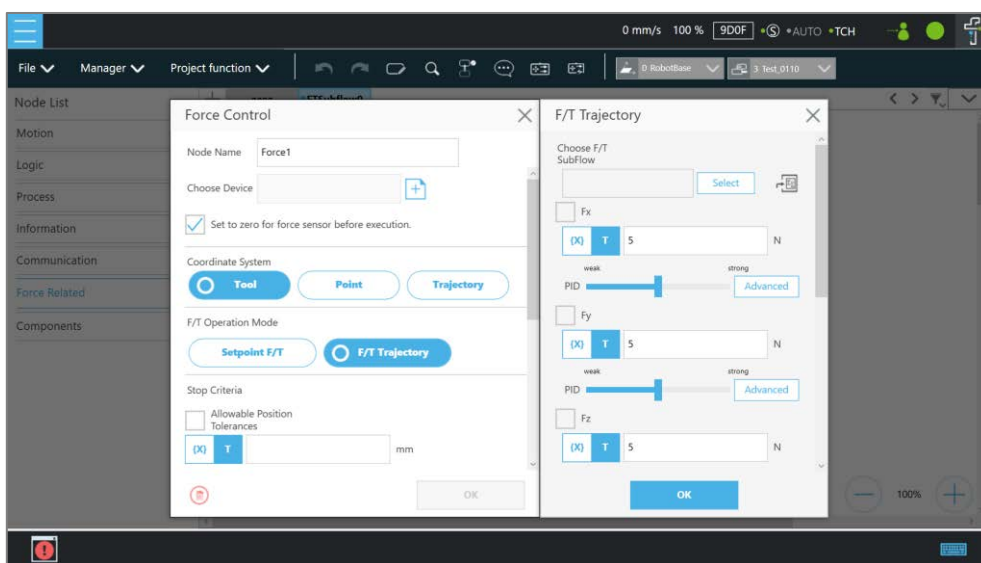 0 mm/s 100 % 9D0F •Ⓢ •AUTO •TCH
File Manager Project function 0 RobotBase 3 Test_0110
Node List
Motion
Logic
Process
Information
Communication
Force Related
Components
Force Control
Node Name Force1
Choose Device
Set to zero for force sensor before execution.
Coordinate System
Tool Point Trajectory
F/T Operation Mode
Setpoint F/T F/T Trajectory
Stop Criteria
Allowable Position
Tolerances
(X) T mm
OK
F/T Trajectory
Choose F/T
SubFlow
Select
Fx
(X) T 5 N
weak strong
PID Advanced
Fy
(X) T 5 N
weak strong
PID Advanced
Fz
(X) T 5 N
OK
100%